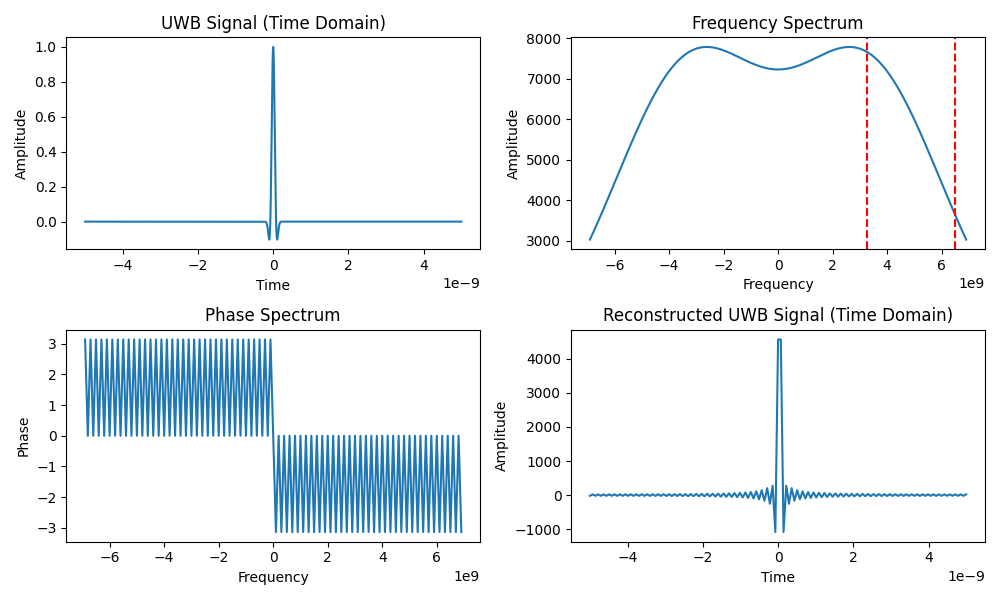 UWB Signal (Time Domain)
Amplitude
1.0
0.8
0.6
0.4
0.2
0.0
−4 −2 0 2 4
1e−9
Time
Frequency Spectrum
Amplitude
8000
7000
6000
5000
4000
3000
−6 −4 −2 0 2 4 6
1e9
Frequency
Phase Spectrum
Phase
3
2
1
0
−1
−2
−3
−6 −4 −2 0 2 4 6
1e9
Frequency
Reconstructed UWB Signal (Time Domain)
Amplitude
4000
3000
2000
1000
0
−1000
−4 −2 0 2 4
1e−9
Time